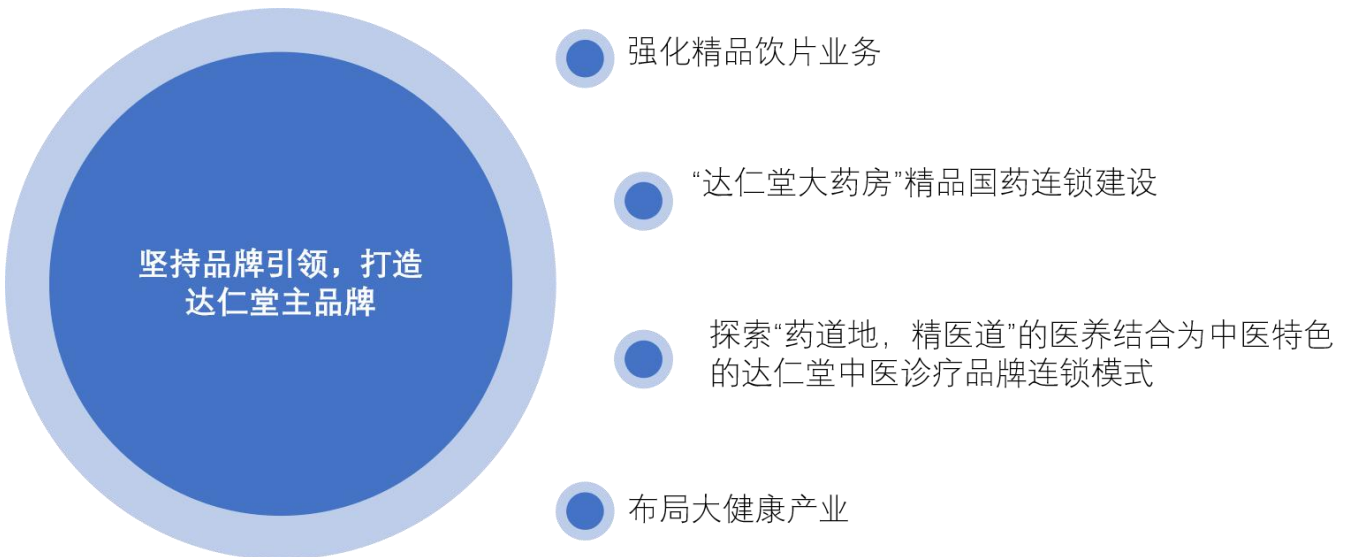 坚持品牌引领，打造
达仁堂主品牌
强化精品饮片业务
“达仁堂大药房”精品国药连锁建设
探索“药道地，精医道”的医养结合为中医特色
的达仁堂中医诊疗品牌连锁模式
布局大健康产业